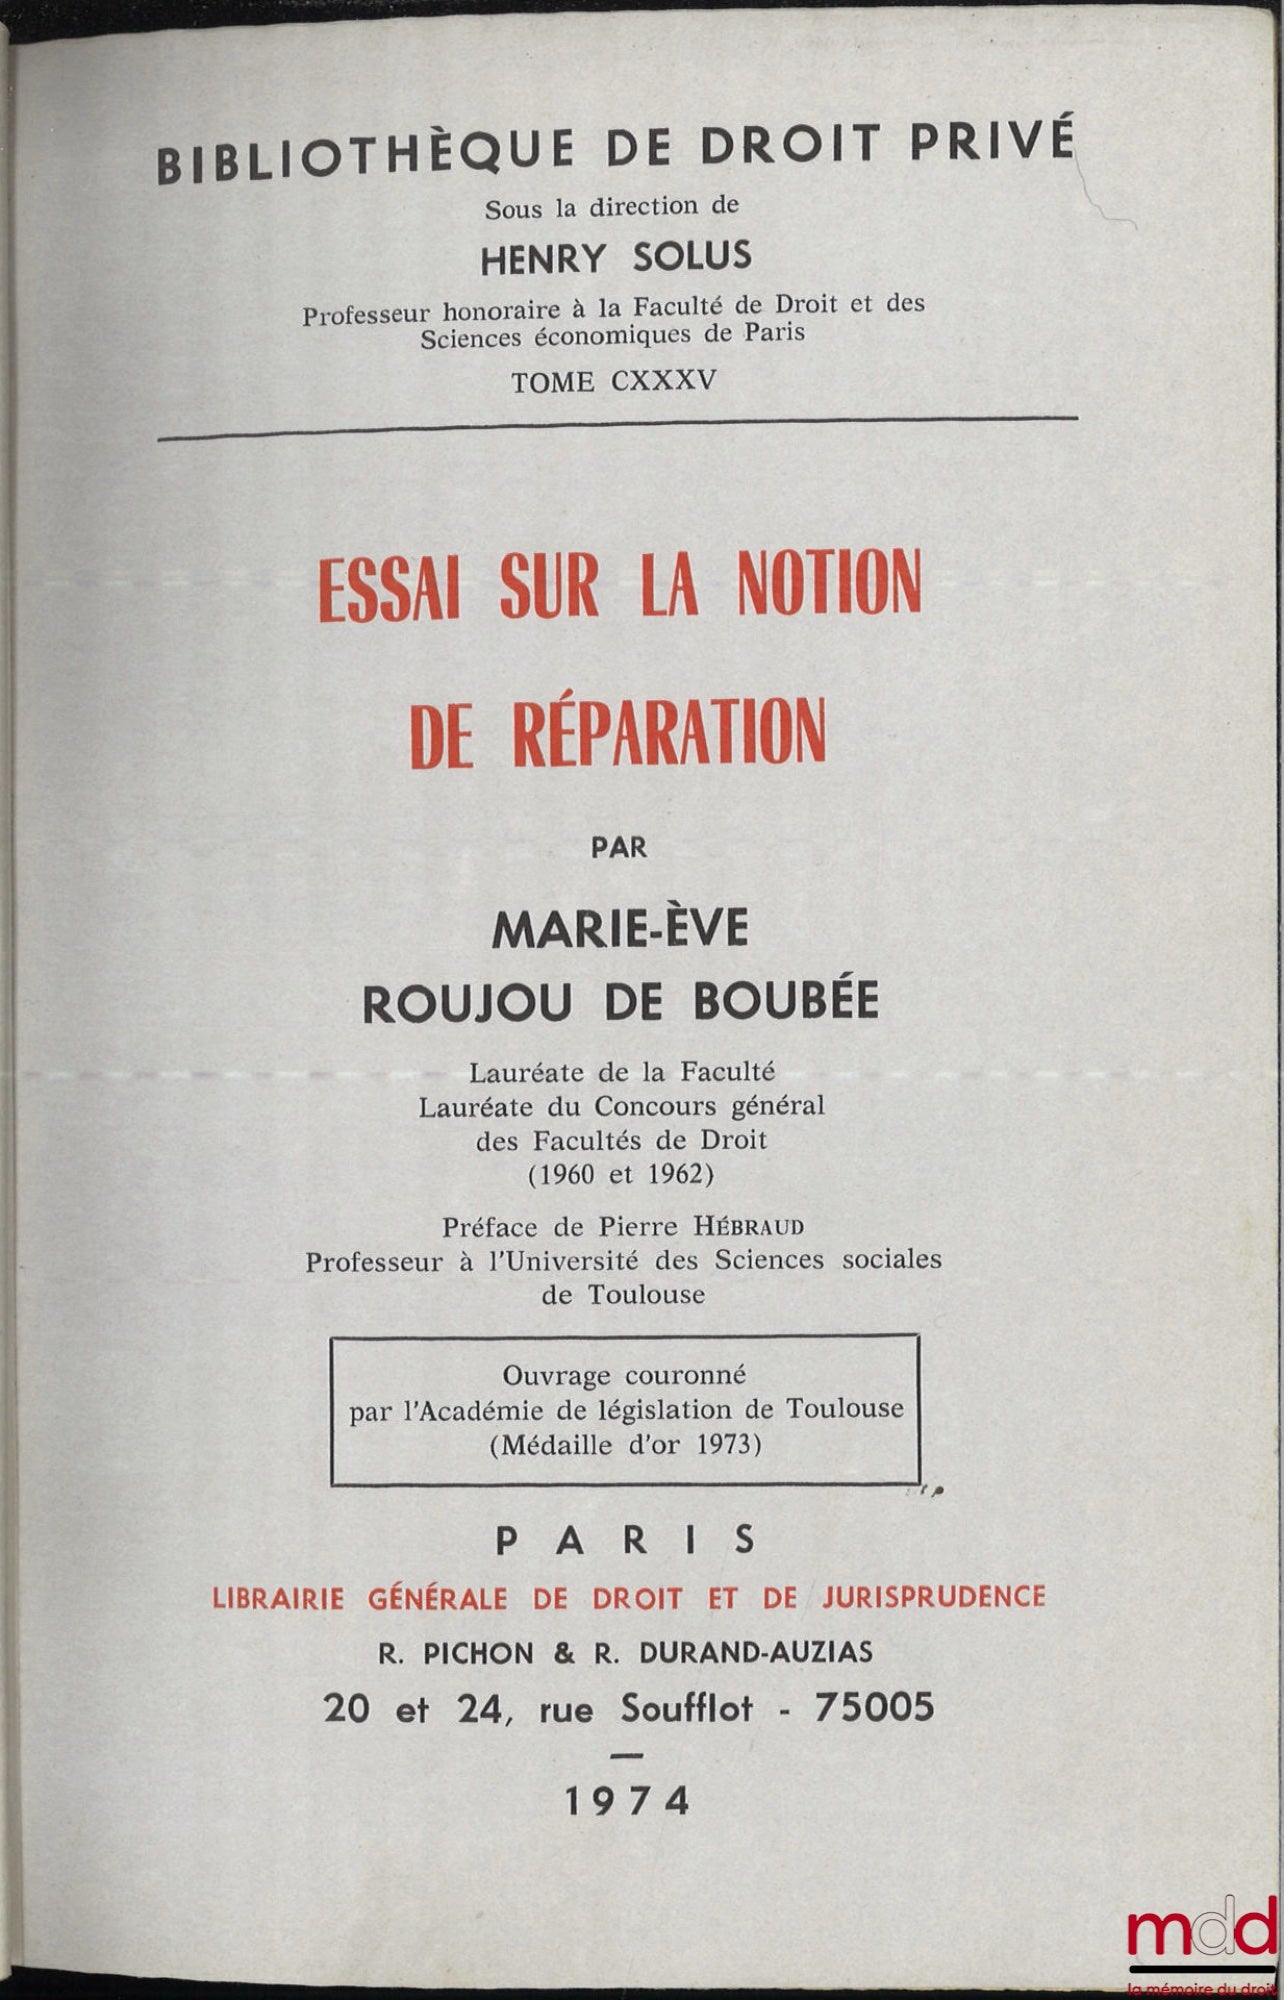 BIBLIOTHÈQUE DE DROIT PRIVÉ
Sous la direction de
HENRY SOLUS
Professeur honoraire à la Faculté de Droit et des
Sciences économiques de Paris
TOME CXXXV
ESSAI SUR LA NOTION
DE RÉPARATION
PAR
MARIE-ÈVE
ROUJOU DE BOUBÉE
Lauréate de la Faculté
Lauréate du Concours général
des Facultés de Droit
(1960 et 1962)
Préface de Pierre HÉBRAUD
Professeur à l'Université des Sciences sociales
de Toulouse
Ouvrage couronné
par l'Académie de législation de Toulouse
(Médaille d'or 1973)
PARIS
LIBRAIRIE GÉNÉRALE DE DROIT ET DE JURISPRUDENCE
R. PICHON & R. DURAND-AUZIAS
20 et 24, rue Soufflot - 75005
1974
mdd
la mémoire du droit